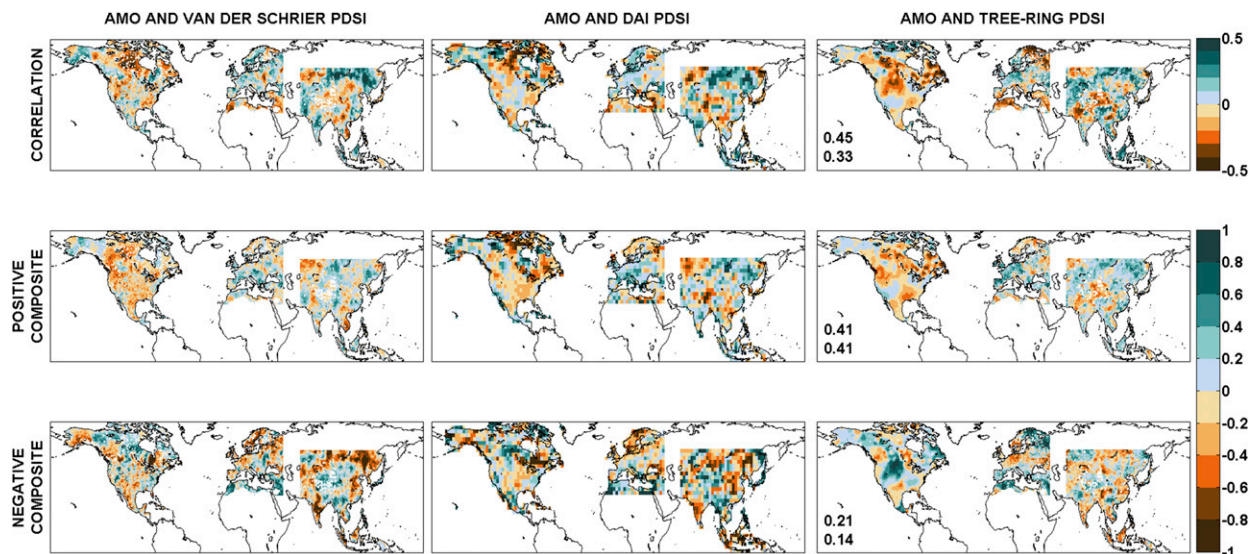 AMO AND VAN DER SCHRIER PDSI
AMO AND DAI PDSI
AMO AND TREE-RING PDSI
CORRELATION
0.45
0.33
0.5
0
-0.5
POSITIVE
COMPOSITE
0.41
0.41
NEGATIVE
COMPOSITE
0.21
0.14
1
0.8
0.6
0.4
0.2
0
-0.2
-0.4
-0.6
-0.8
-1